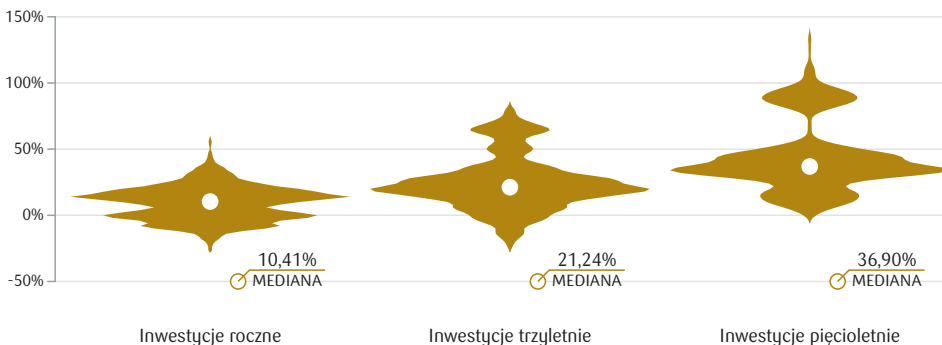 150%
100%
50%
0%
-50%
10,41%
MEDIANA
21,24%
MEDIANA
36,90%
MEDIANA
Inwestycje roczne
Inwestycje trzyletnie
Inwestycje pięcioletnie